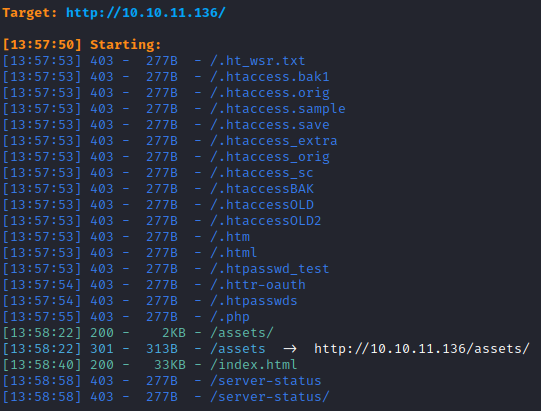 Target: http://10.10.11.136/
[13:57:50] Starting:
[13:57:53] 403 - 277B - /.ht_wsr.txt
[13:57:53] 403 - 277B - /.htaccess.bak1
[13:57:53] 403 - 277B - /.htaccess.orig
[13:57:53] 403 - 277B - /.htaccess.sample
[13:57:53] 403 - 277B - /.htaccess.save
[13:57:53] 403 - 277B - /.htaccess_extra
[13:57:53] 403 - 277B - /.htaccess_orig
[13:57:53] 403 - 277B - /.htaccess_sc
[13:57:53] 403 - 277B - /.htaccessBAK
[13:57:53] 403 - 277B - /.htaccessOLD
[13:57:53] 403 - 277B - /.htaccessOLD2
[13:57:53] 403 - 277B - /.htm
[13:57:53] 403 - 277B - /.html
[13:57:53] 403 - 277B - /.htpasswd_test
[13:57:54] 403 - 277B - /.httr-oauth
[13:57:54] 403 - 277B - /.htpasswds
[13:57:55] 403 - 277B - /.php
[13:58:22] 200 - 2KB - /assets/
[13:58:22] 301 - 313B - /assets → http://10.10.11.136/assets/
[13:58:40] 200 - 33KB - /index.html
[13:58:58] 403 - 277B - /server-status
[13:58:58] 403 - 277B - /server-status/